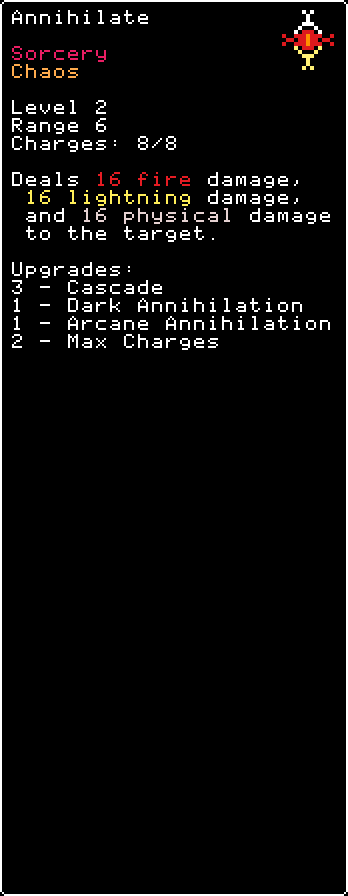 Annihilate
Sorcery
Chaos
Level 2
Range 6
Charges: 8/8
Deals 16 fire damage,
16 lightning damage,
and 16 physical damage
to the target.
Upgrades:
3 - Cascade
1 - Dark Annihilation
1 - Arcane Annihilation
2 - Max Charges